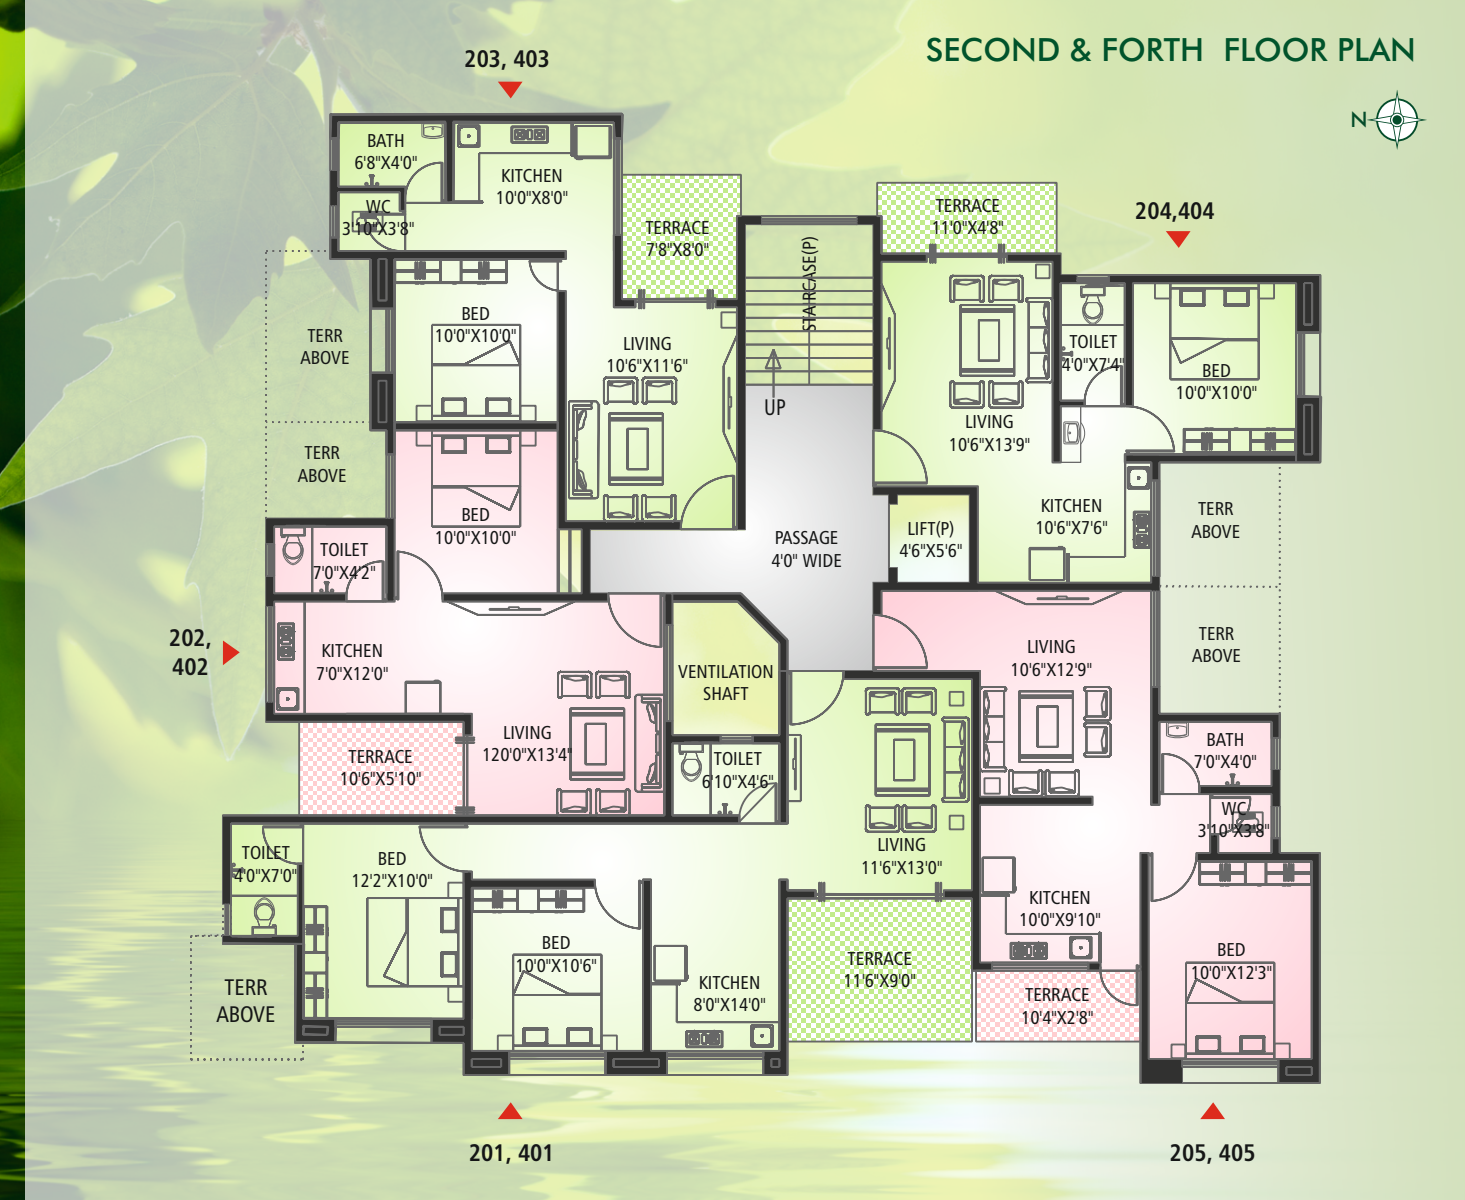 SECOND & FORTH FLOOR PLAN
N
203, 403
BATH
6'8"X4'0"
KITCHEN
10'0"X8'0"
WC
3'10"X3'8"
TERRACE
7'8"X8'0"
STAIRCASE(P)
UP
TERRACE
11'0"X4'8"
204,404
TERR
ABOVE
BED
10'0"X10'0"
LIVING
10'6"X11'6"
TOILET
4'0"X7'4"
BED
10'0"X10'0"
LIVING
10'6"X13'9"
TERR
ABOVE
BED
10'0"X10'0"
KITCHEN
10'6"X7'6"
TERR
ABOVE
PASSAGE
4'0" WIDE
LIFT(P)
4'6"X5'6"
TOILET
7'0"X4'2"
202,
402
KITCHEN
7'0"X12'0"
VENTILATION
SHAFT
LIVING
10'6"X12'9"
TERR
ABOVE
LIVING
120'0"X13'4"
TERRACE
10'6"X5'10"
TOILET
6'10"X4'6"
BATH
7'0"X4'0"
WC
3'10"X3'8"
TOILET
4'0"X7'0"
BED
12'2"X10'0"
LIVING
11'6"X13'0"
KITCHEN
10'0"X9'10"
BED
10'0"X10'6"
KITCHEN
8'0"X14'0"
TERRACE
11'6"X9'0"
TERRACE
10'4"X2'8"
BED
10'0"X12'3"
TERR
ABOVE
201, 401
205, 405